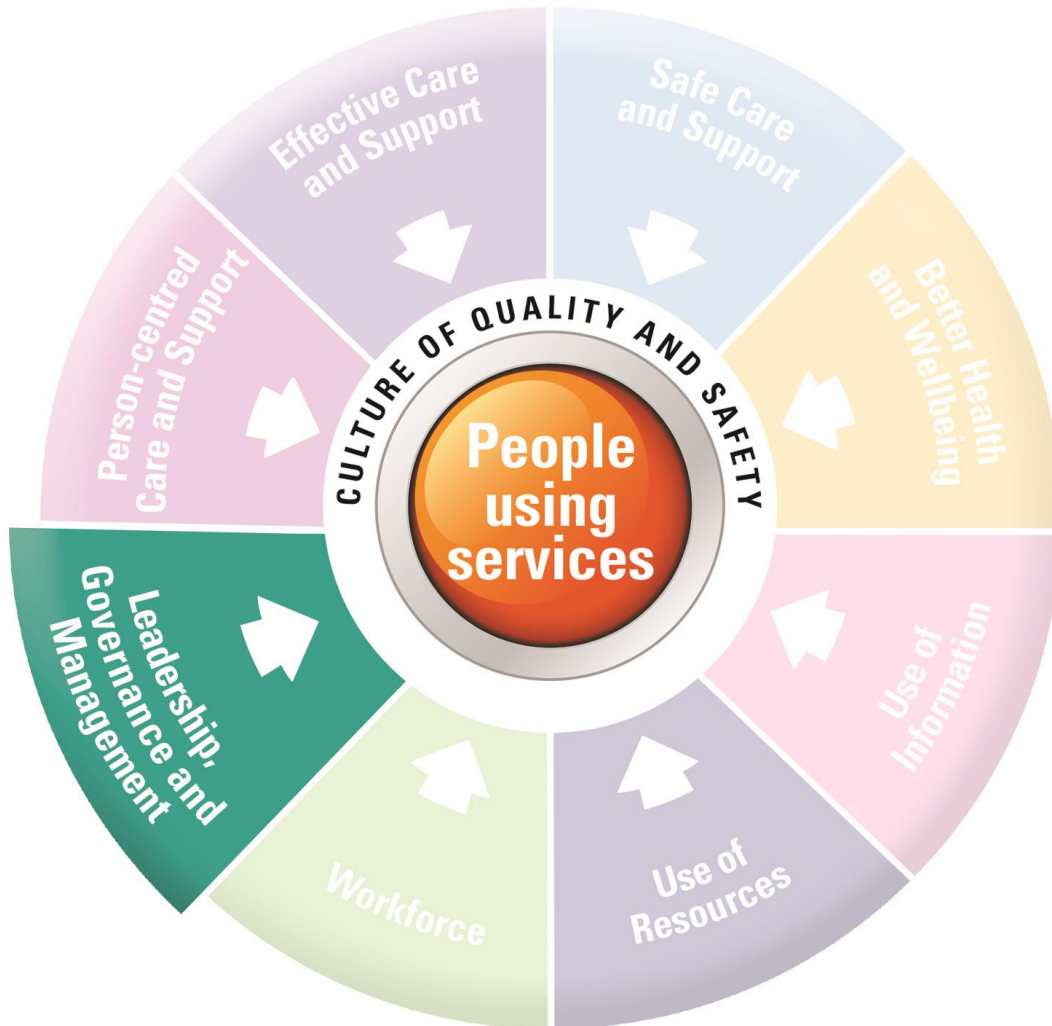 Effective Care
and Support
Safe Care
and Support
Better Health
and Wellbeing
Use of
Information
Use of
Resources
Workforce
Leadership,
Governance and
Management
Person-centred
Care and Support
CULTURE OF QUALITY AND SAFETY
People
using
services